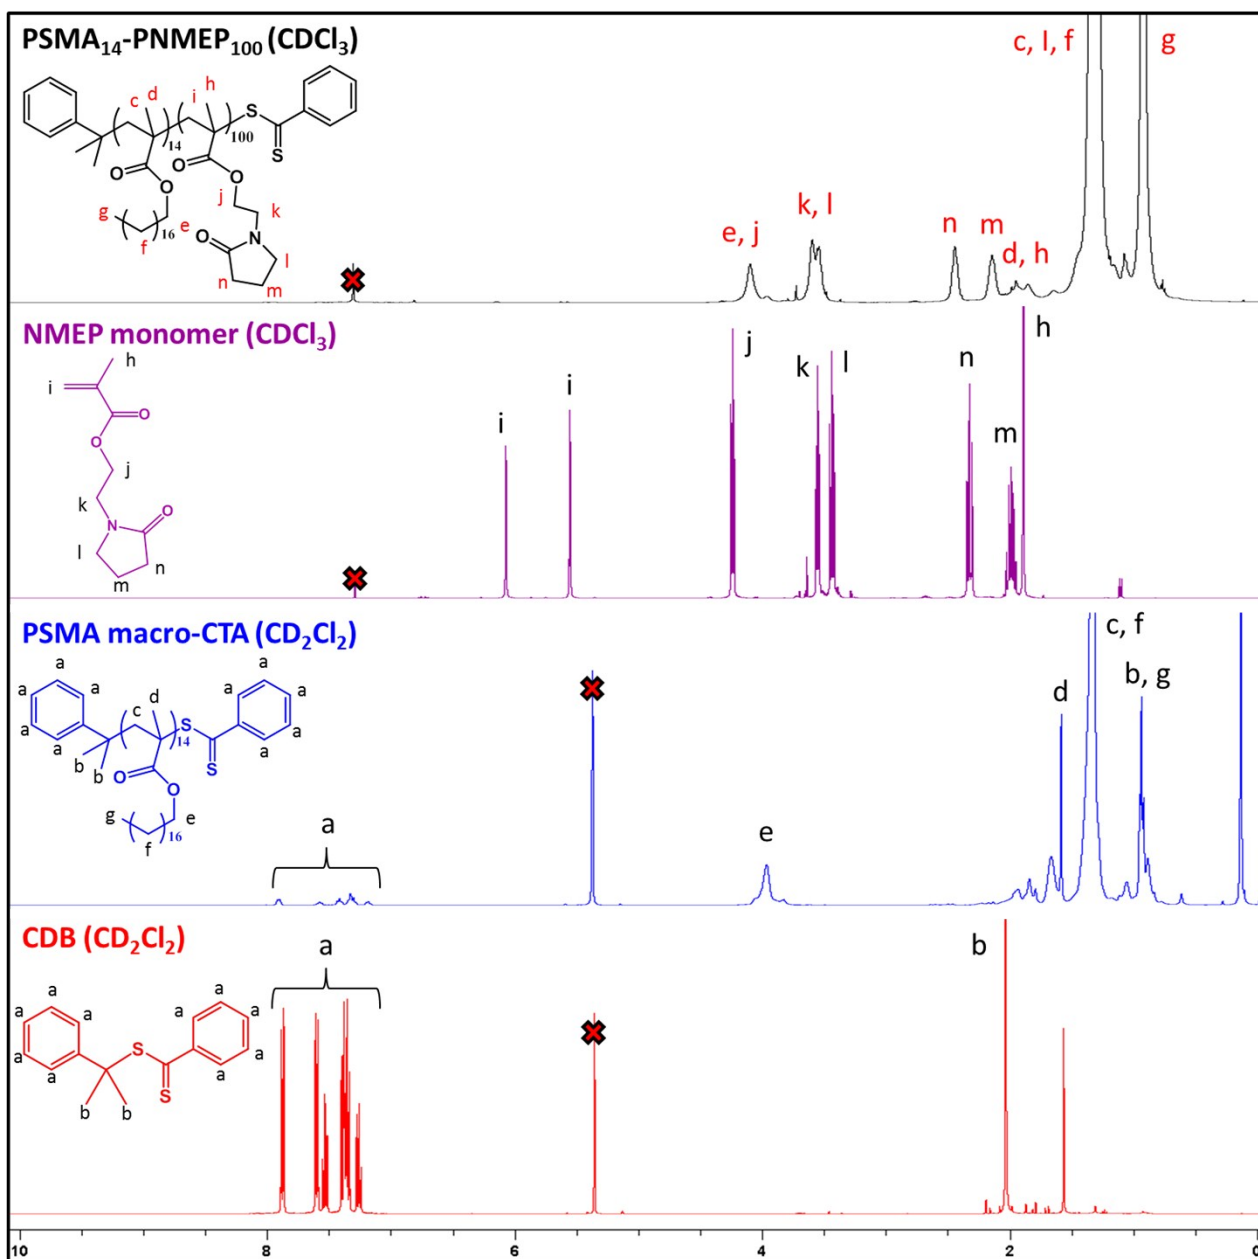 PSMA₁₄-PNMEP₁₀₀ (CDCl₃)
c, l, f
g
h
c d i
S
14 100
S
O
O
O
O
j
g
k
16 e
f
O
N
l
n
m
e, j
k, l
n
m
d, h
NMEP monomer (CDCl₃)
h
h
i
O
O
j
k
O
N
l
m
n
i
i
j
k
l
n
m
PSMA macro-CTA (CD₂Cl₂)
c, f
b, g
d
a a
a a d a a
c
S
a a 14 a
b S
b O
O
g
16 e
f
a
e
CDB (CD₂Cl₂)
a
b
a a
a a a a
S
a a a
S
b b
10 8 6 4 2 0